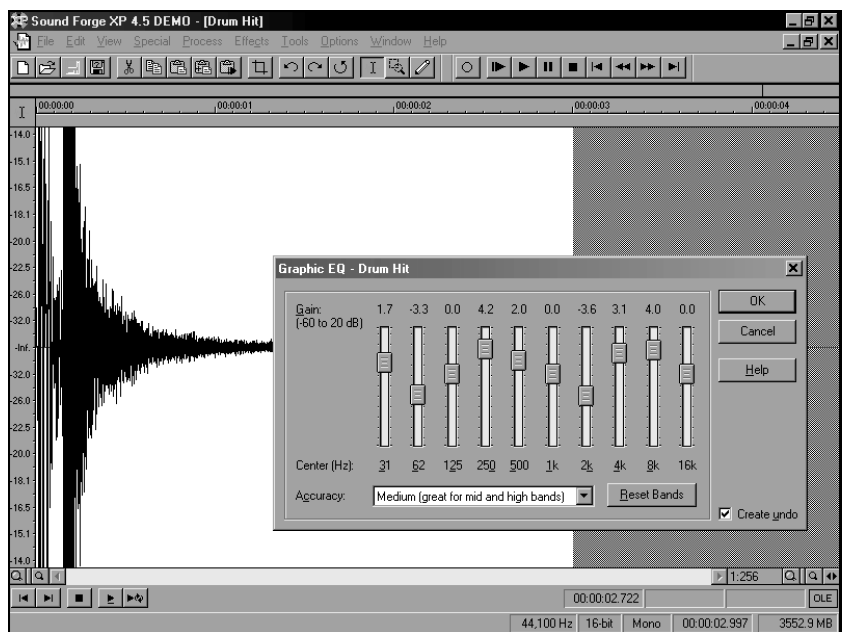 Sound Forge XP 4.5 DEMO - [Drum Hit]
File Edit View Special Process Effects Tools Options Window Help
00:00:00 00:00:01 00:00:02 00:00:03 00:00:04
-14.0
-15.1
-16.5
-18.1
-20.0
-22.5
-26.0
-32.0
-Inf.
-32.0
-26.0
-22.5
-20.0
-18.1
-16.5
-15.1
-14.0
Graphic EQ - Drum Hit
Gain: 1.7 -3.3 0.0 4.2 2.0 0.0 -3.6 3.1 4.0 0.0
(-60 to 20 dB)
Center (Hz): 31 62 125 250 500 1k 2k 4k 8k 16k
Accuracy: Medium (great for mid and high bands) Reset Bands
OK
Cancel
Help
Create undo
1:256
00:00:02.722 OLE
44,100 Hz 16-bit Mono 00:00:02.997 3552.9 MB